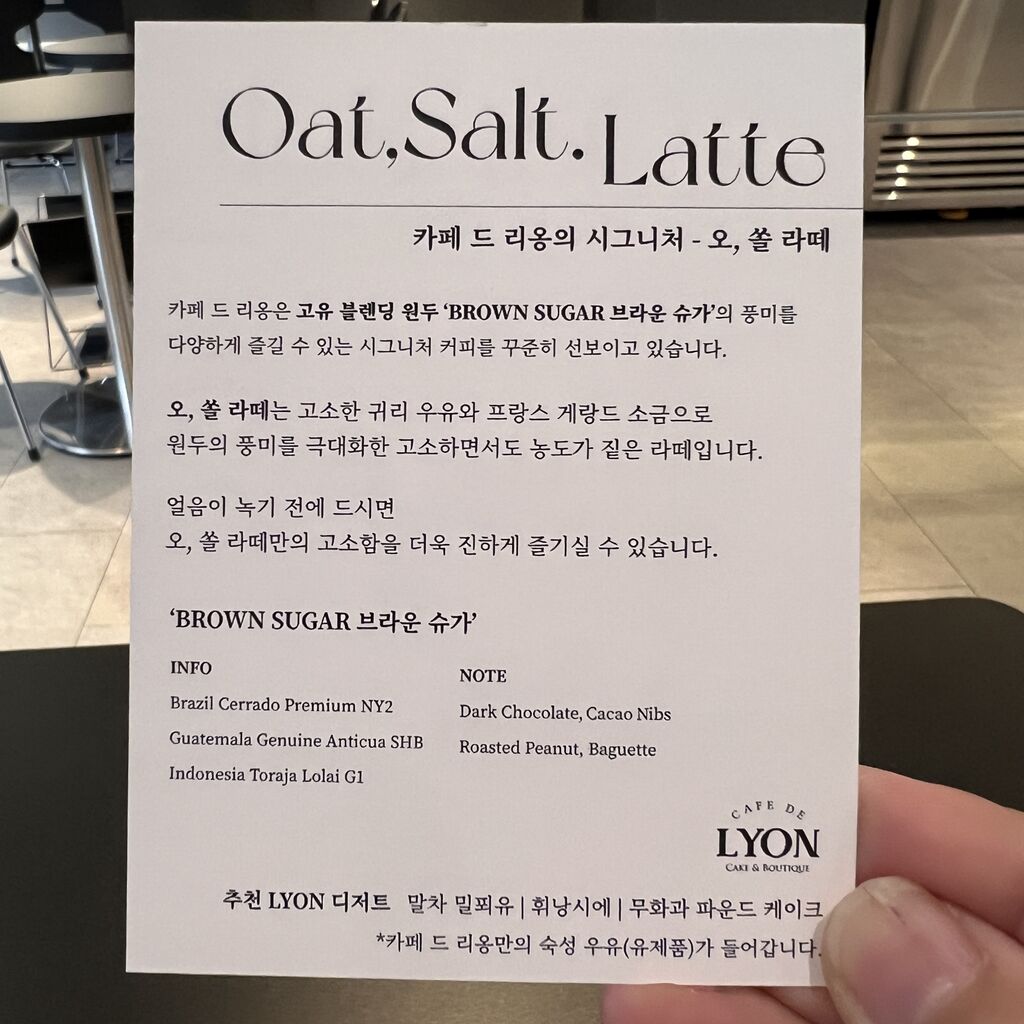 Oat, Salt. Latte
카페 드 리옹의 시그니처 - 오, 쏠 라떼
카페 드 리옹은 고유 블렌딩 원두 ‘BROWN SUGAR 브라운 슈가’의 풍미를
다양하게 즐길 수 있는 시그니처 커피를 꾸준히 선보이고 있습니다.
오, 쏠 라떼는 고소한 귀리 우유와 프랑스 게랑드 소금으로
원두의 풍미를 극대화한 고소하면서도 농도가 짙은 라떼입니다.
얼음이 녹기 전에 드시면
오, 쏠 라떼만의 고소함을 더욱 진하게 즐기실 수 있습니다.
‘BROWN SUGAR 브라운 슈가’
INFO
Brazil Cerrado Premium NY2
Guatemala Genuine Anticua SHB
Indonesia Toraja Lolai G1
NOTE
Dark Chocolate, Cacao Nibs
Roasted Peanut, Baguette
CAFE DE
LYON
CAKE & BOUTIQUE
추천 LYON 디저트 말차 밀푀유 | 휘낭시에 | 무화과 파운드 케이크
*카페 드 리옹만의 숙성 우유(유제품)가 들어갑니다.